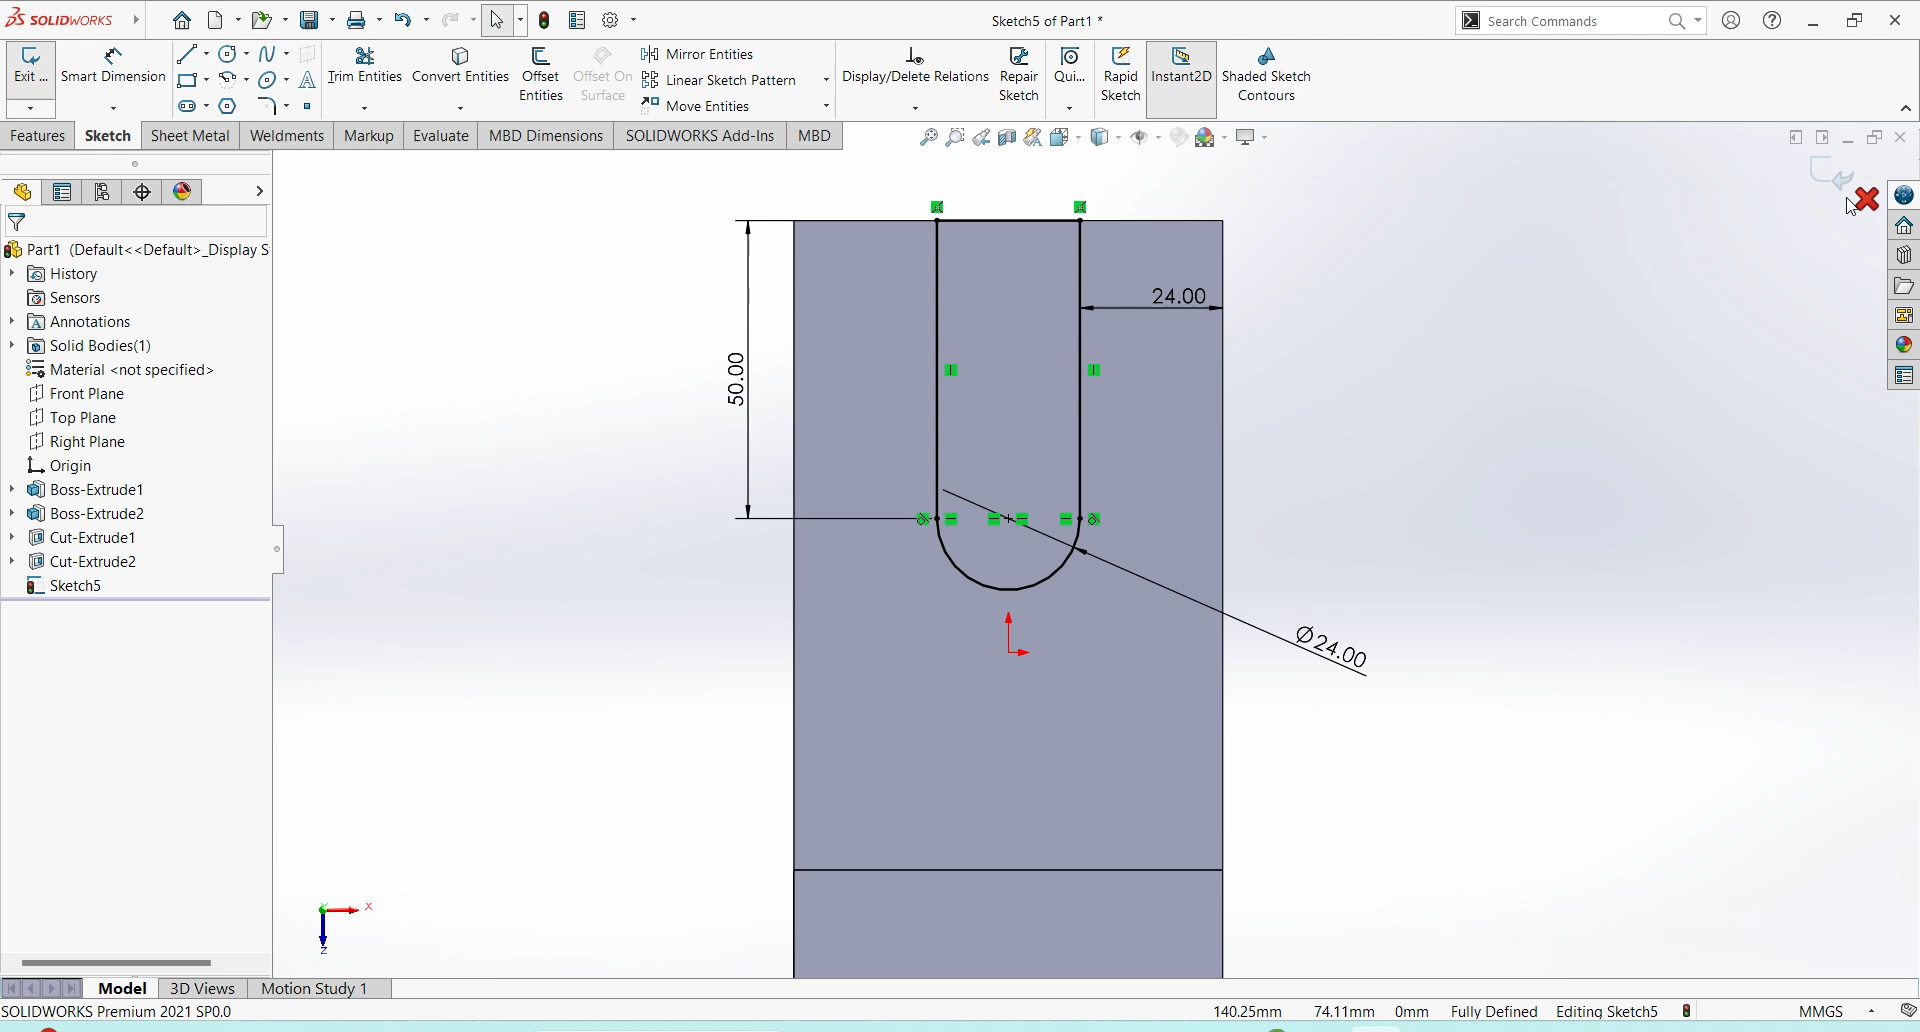 SOLIDWORKS
Sketch5 of Part1 *
Search Commands
Exit ...
Smart Dimension
Trim Entities
Convert Entities
Offset
Entities
Offset On
Surface
Mirror Entities
Linear Sketch Pattern
Move Entities
Display/Delete Relations
Repair
Sketch
Qui...
Rapid
Sketch
Instant2D
Shaded Sketch
Contours
Features
Sketch
Sheet Metal
Weldments
Markup
Evaluate
MBD Dimensions
SOLIDWORKS Add-Ins
MBD
Part1 (Default<<Default>_Display S
History
Sensors
Annotations
Solid Bodies(1)
Material <not specified>
Front Plane
Top Plane
Right Plane
Origin
Boss-Extrude1
Boss-Extrude2
Cut-Extrude1
Cut-Extrude2
Sketch5
24.00
50.00
Ø24.00
X
Z
Model
3D Views
Motion Study 1
SOLIDWORKS Premium 2021 SP0.0
140.25mm
74.11mm
0mm
Fully Defined
Editing Sketch5
MMGS